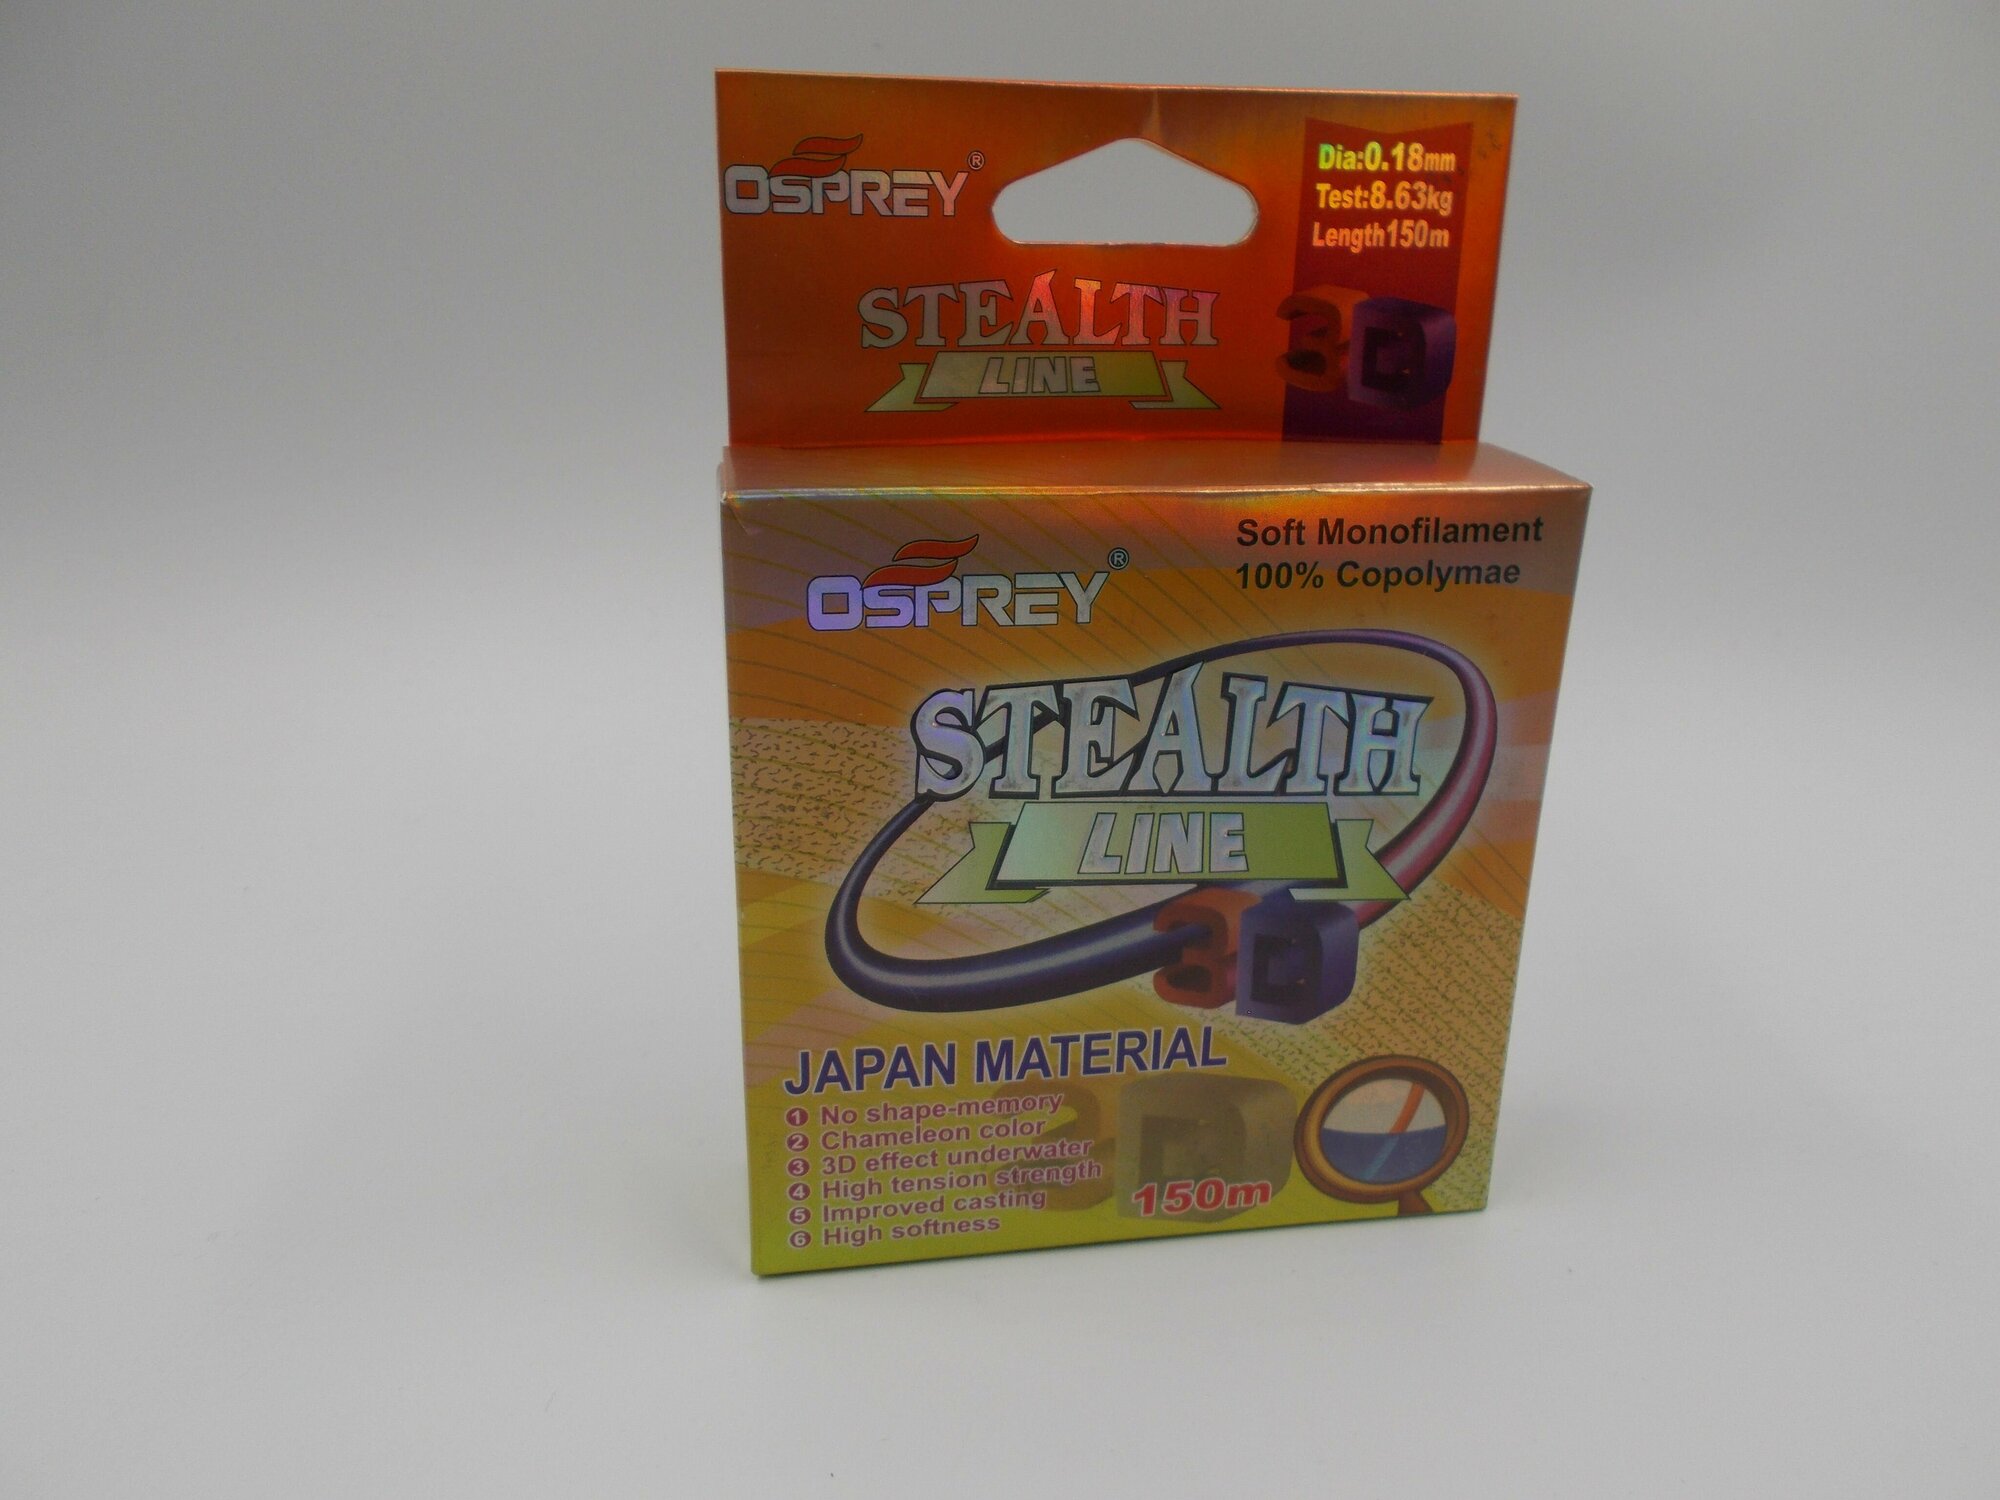 OSPREY®
Dia:0.18mm
Test:8.63kg
Length150m
STEALTH
LINE
3D
Soft Monofilament
100% Copolymae
OSPREY®
STEALTH
LINE
3D
JAPAN MATERIAL
1 No shape-memory
2 Chameleon color
3 3D effect underwater
4 High tension strength
5 Improved casting
6 High softness
3D
150m